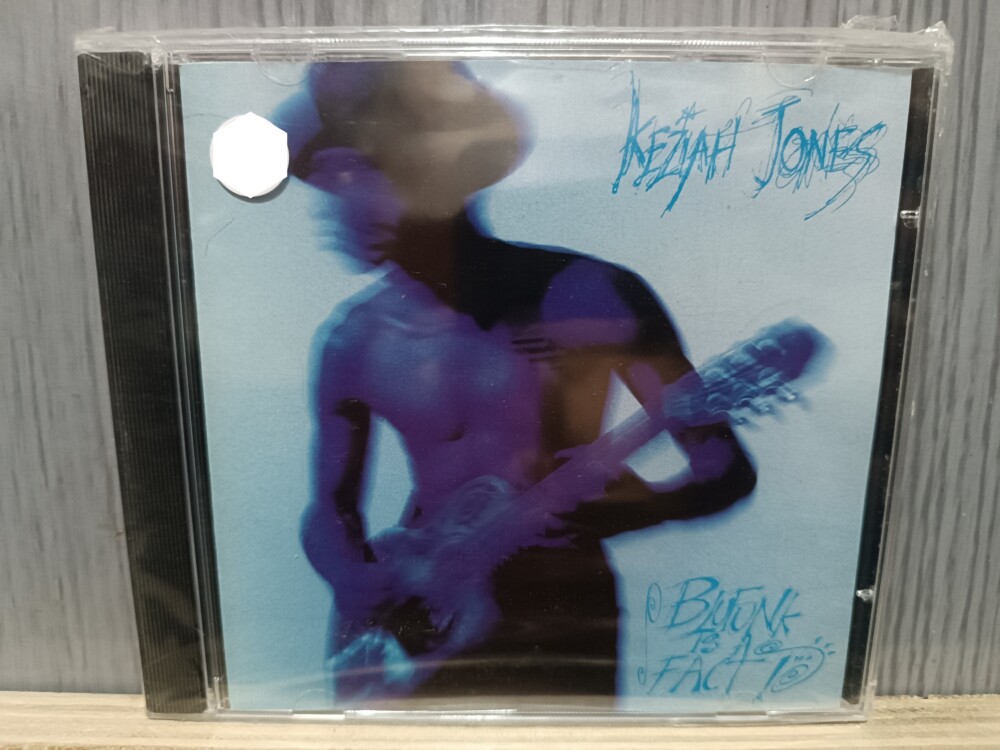 KEZIAH JONES
BLUFUNK
IS A
FACT!